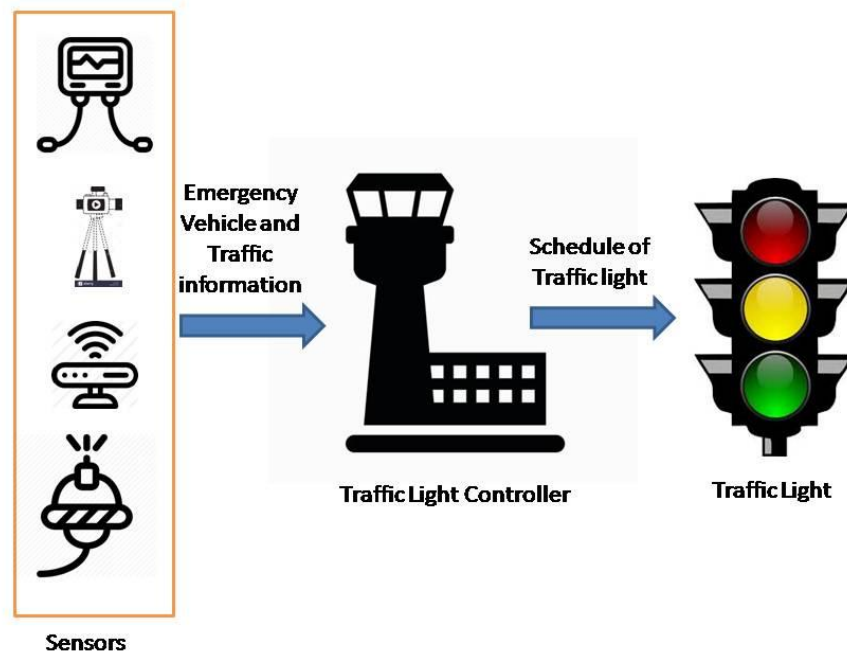 Emergency
Vehicle and
Traffic
information
Schedule of
Traffic light
Traffic Light Controller
Traffic Light
Sensors